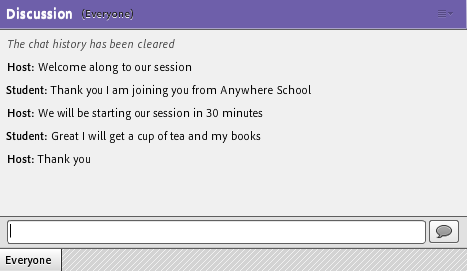 Discussion (Everyone)
The chat history has been cleared
Host: Welcome along to our session
Student: Thank you I am joining you from Anywhere School
Host: We will be starting our session in 30 minutes
Student: Great I will get a cup of tea and my books
Host: Thank you
Everyone